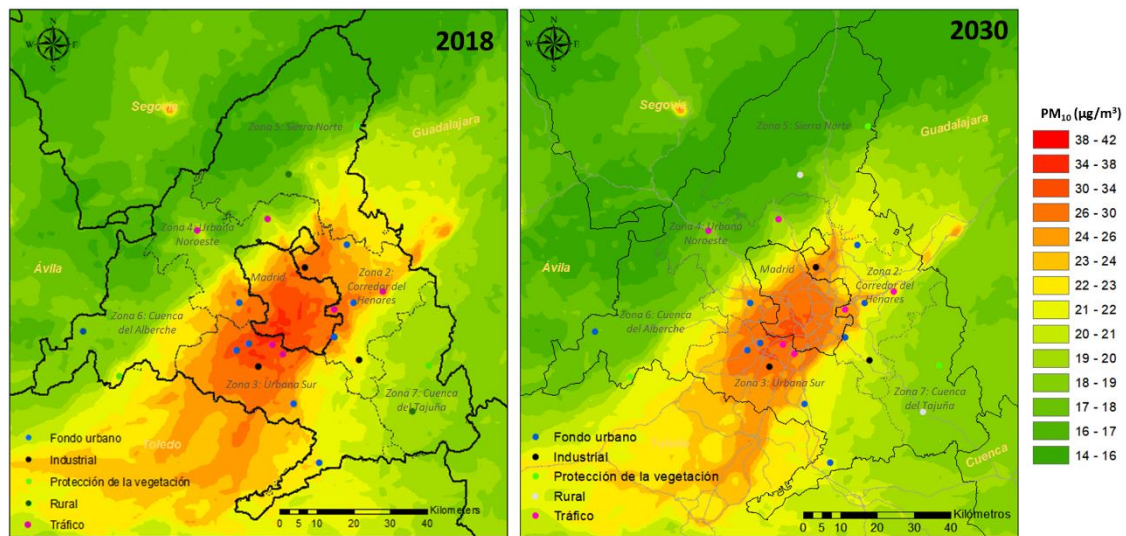 2018
N
W E
S
Segovia
Guadalajara
Zona 5: Sierra Norte
Zona 4: Urbana
Noroeste
Madrid
Zona 2:
Corredor del
Henares
Ávila
Zona 6: Cuenca
del Alberche
Zona 3: Urbana Sur
Zona 7: Cuenca
del Tajuña
Toledo
Fondo urbano
Industrial
Protección de la vegetación
Rural
Tráfico
Kilometers
0 5 10 20 30 40
2030
N
W E
S
Segovia
Guadalajara
Zona 5: Sierra Norte
Zona 4: Urbana
Noroeste
Madrid
Zona 2:
Corredor del
Henares
Ávila
Zona 6: Cuenca
del Alberche
Zona 3: Urbana Sur
Zona 7: Cuenca
del Tajuña
Toledo
Cuenca
Fondo urbano
Industrial
Protección de la vegetación
Rural
Tráfico
Kilómetros
0 5 10 20 30 40
PM₁₀ (µg/m³)
38 - 42
34 - 38
30 - 34
26 - 30
24 - 26
23 - 24
22 - 23
21 - 22
20 - 21
19 - 20
18 - 19
17 - 18
16 - 17
14 - 16